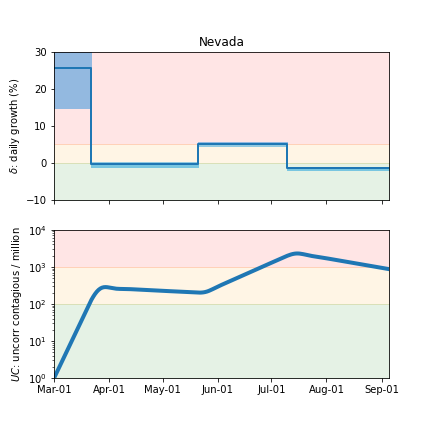 Nevada
δ: daily growth (%)
30
20
10
0
−10
UC: uncorr contagious / million
10⁴
10³
10²
10¹
10⁰
Mar-01 Apr-01 May-01 Jun-01 Jul-01 Aug-01 Sep-01